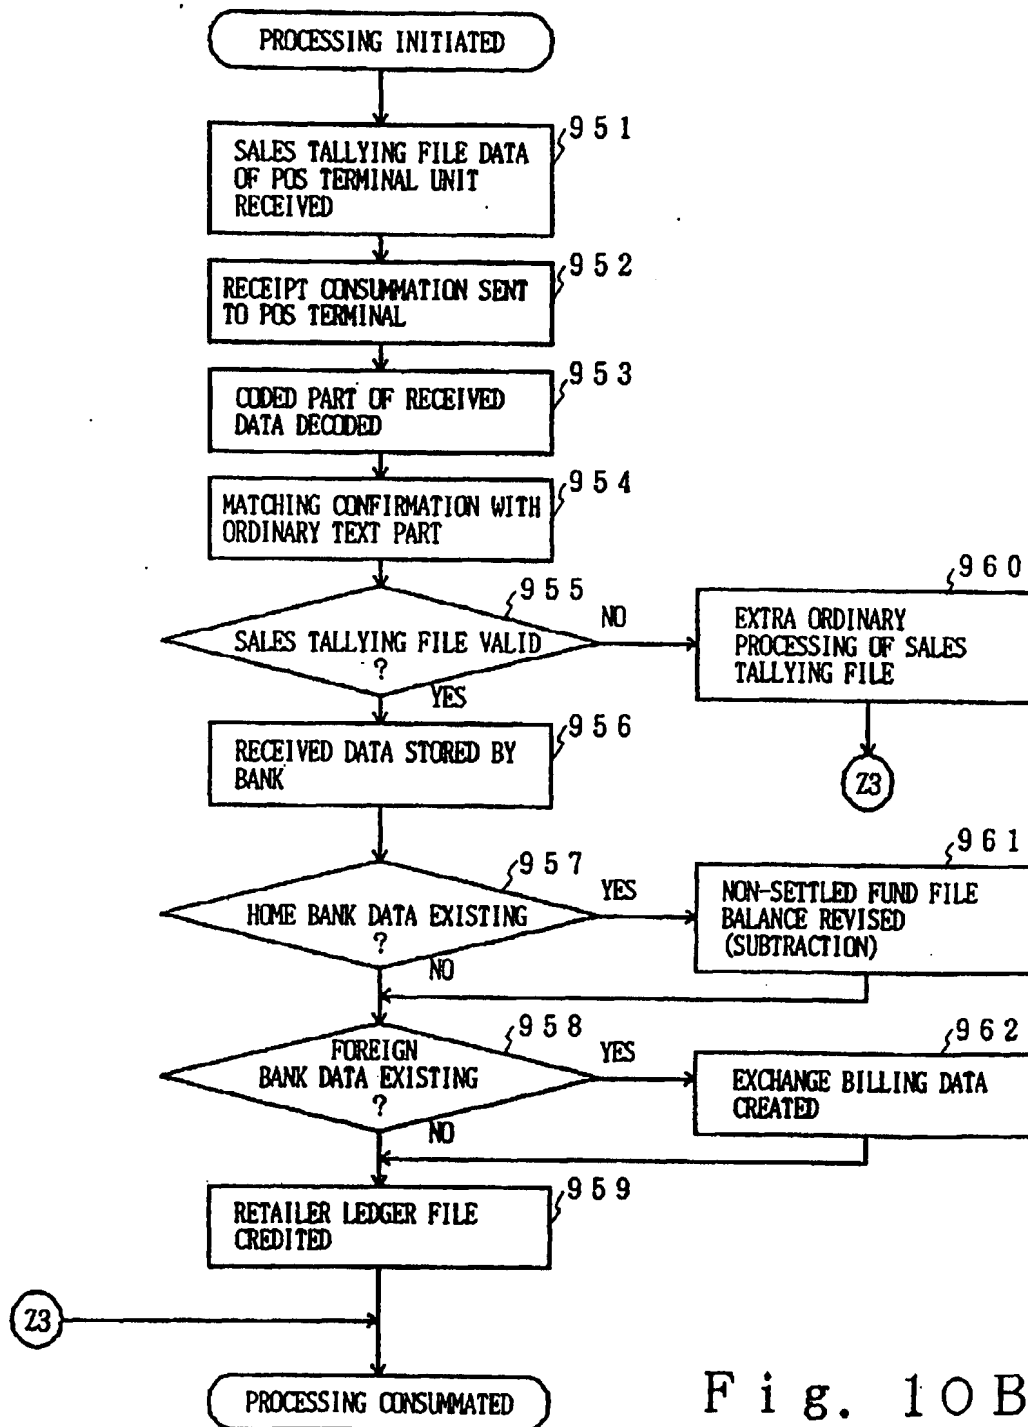 PROCESSING INITIATED
951
SALES TALLYING FILE DATA
OF POS TERMINAL UNIT
RECEIVED
952
RECEIPT CONSUMMATION SENT
TO POS TERMINAL
953
CODED PART OF RECEIVED
DATA DECODED
954
MATCHING CONFIRMATION WITH
ORDINARY TEXT PART
955
SALES TALLYING FILE VALID
?
NO
YES
960
EXTRA ORDINARY
PROCESSING OF SALES
TALLYING FILE
Z3
956
RECEIVED DATA STORED BY
BANK
957
HOME BANK DATA EXISTING
?
YES
NO
961
NON-SETTLED FUND FILE
BALANCE REVISED
(SUBTRACTION)
958
FOREIGN
BANK DATA EXISTING
?
YES
NO
962
EXCHANGE BILLING DATA
CREATED
959
RETAILER LEDGER FILE
CREDITED
Z3
PROCESSING CONSUMMATED
Fig. 10B